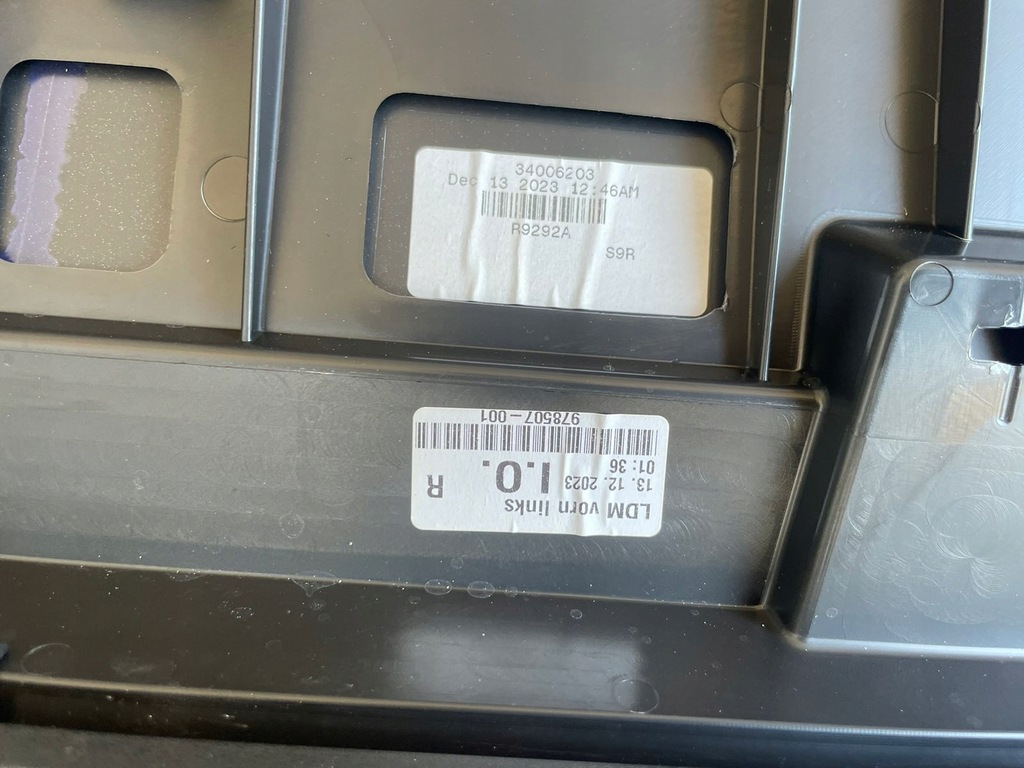 34006203
Dec 13 2023 12:46AM
R9292A
S9R
LDM vorn links
13. 12. 2023 I.O. R
01:36
978507-001